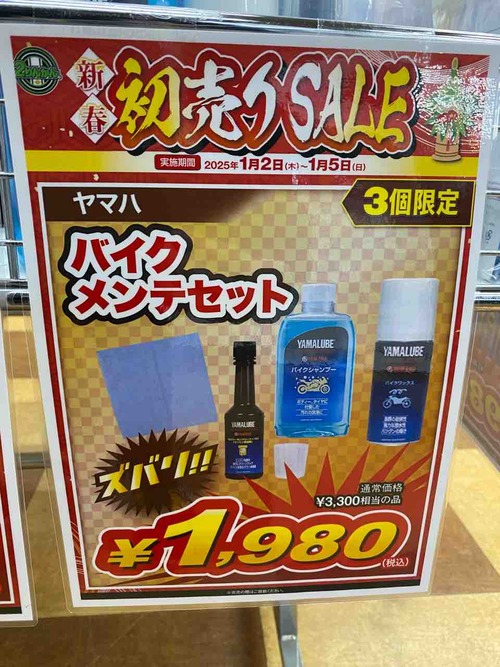 新春
初売りSALE
実施期間 2025年1月2日(木)~1月5日(日)
ヤマハ
3個限定
バイク
メンテセット
YAMALUBE
バイクシャンプー
YAMALUBE
バイクワックス
YAMALUBE
ズバリ!!
通常価格
¥3,300相当の品
¥1,980
(税込)